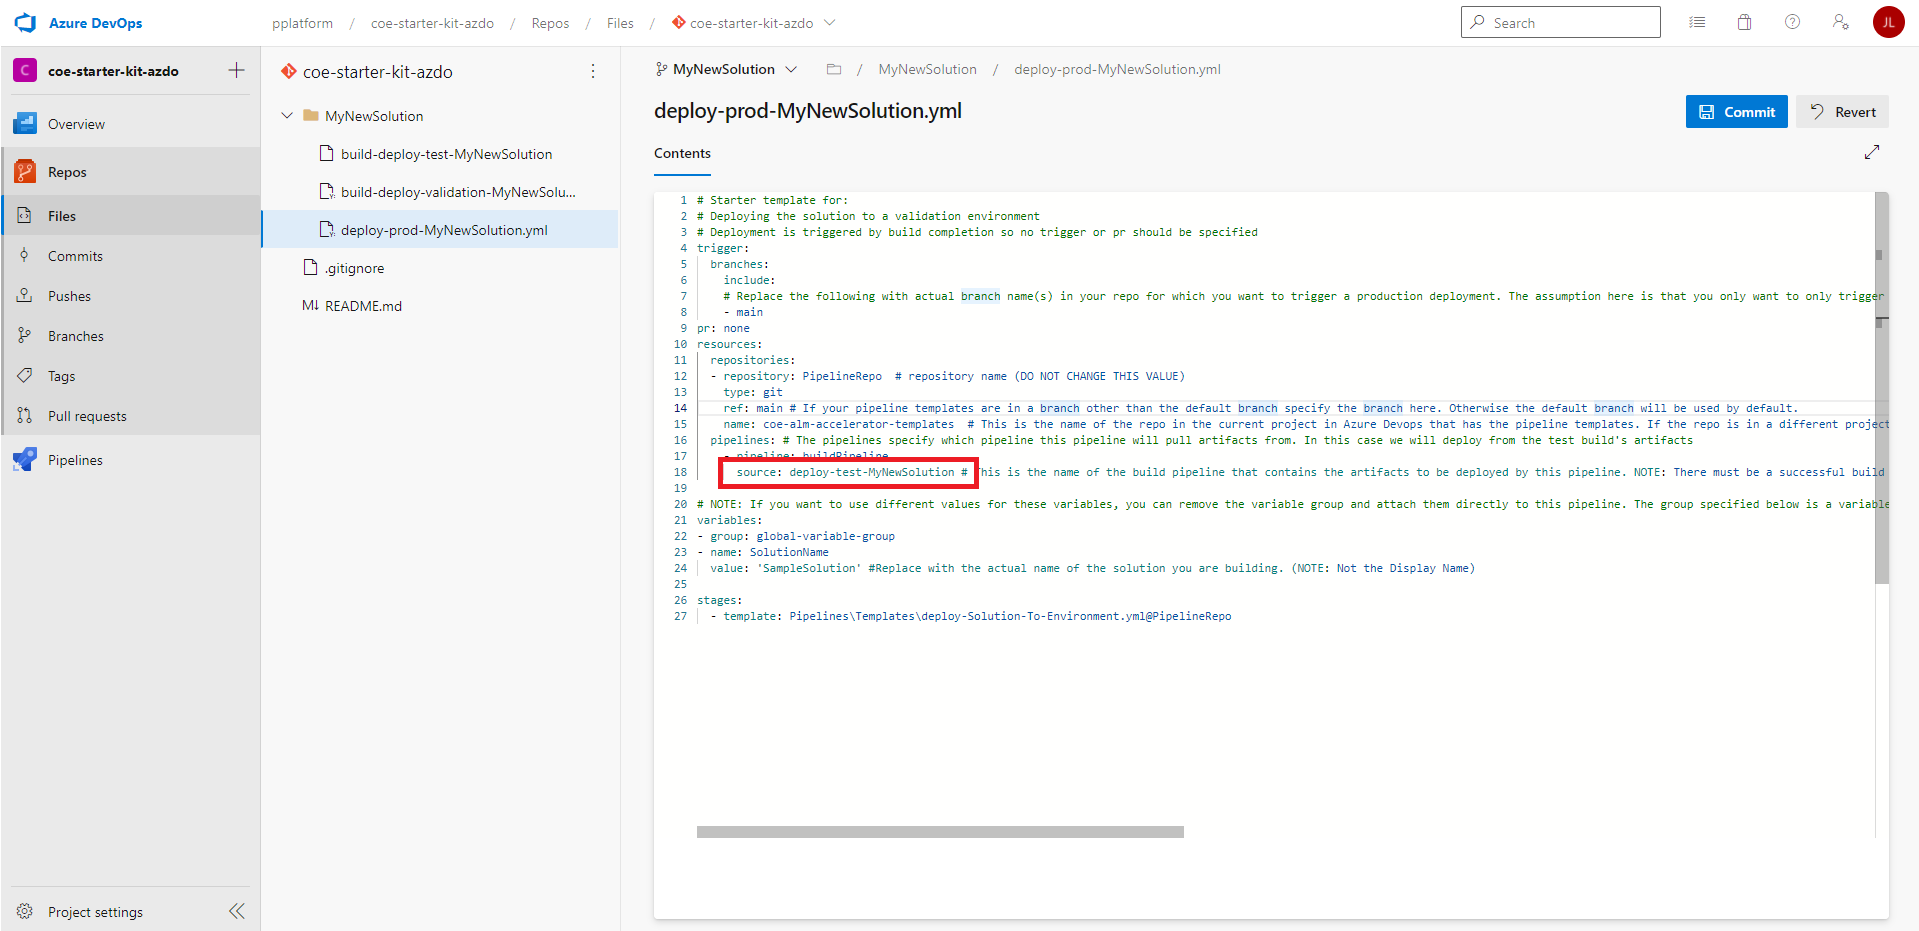 Azure DevOps
pplatform / coe-starter-kit-azdo / Repos / Files / coe-starter-kit-azdo
Search
JL
C coe-starter-kit-azdo
Overview
Repos
Files
Commits
Pushes
Branches
Tags
Pull requests
Pipelines
Project settings
coe-starter-kit-azdo
MyNewSolution
build-deploy-test-MyNewSolution
build-deploy-validation-MyNewSolu...
deploy-prod-MyNewSolution.yml
.gitignore
M↓ README.md
MyNewSolution / MyNewSolution / deploy-prod-MyNewSolution.yml
deploy-prod-MyNewSolution.yml
Commit
Revert
Contents
1 # Starter template for:
2 # Deploying the solution to a validation environment
3 # Deployment is triggered by build completion so no trigger or pr should be specified
4 trigger:
5 branches:
6 include:
7 # Replace the following with actual branch name(s) in your repo for which you want to trigger a production deployment. The assumption here is that you only want to only trigger
8 - main
9 pr: none
10 resources:
11 repositories:
12 - repository: PipelineRepo # repository name (DO NOT CHANGE THIS VALUE)
13 type: git
14 ref: main # If your pipeline templates are in a branch other than the default branch specify the branch here. Otherwise the default branch will be used by default.
15 name: coe-alm-accelerator-templates # This is the name of the repo in the current project in Azure Devops that has the pipeline templates. If the repo is in a different project
16 pipelines: # The pipelines specify which pipeline this pipeline will pull artifacts from. In this case we will deploy from the test build's artifacts
17 - pipeline: buildPipeline
18 source: deploy-test-MyNewSolution # This is the name of the build pipeline that contains the artifacts to be deployed by this pipeline. NOTE: There must be a successful build
19
20 # NOTE: If you want to use different values for these variables, you can remove the variable group and attach them directly to this pipeline. The group specified below is a variable
21 variables:
22 - group: global-variable-group
23 - name: SolutionName
24 value: 'SampleSolution' #Replace with the actual name of the solution you are building. (NOTE: Not the Display Name)
25
26 stages:
27 - template: Pipelines\Templates\deploy-Solution-To-Environment.yml@PipelineRepo